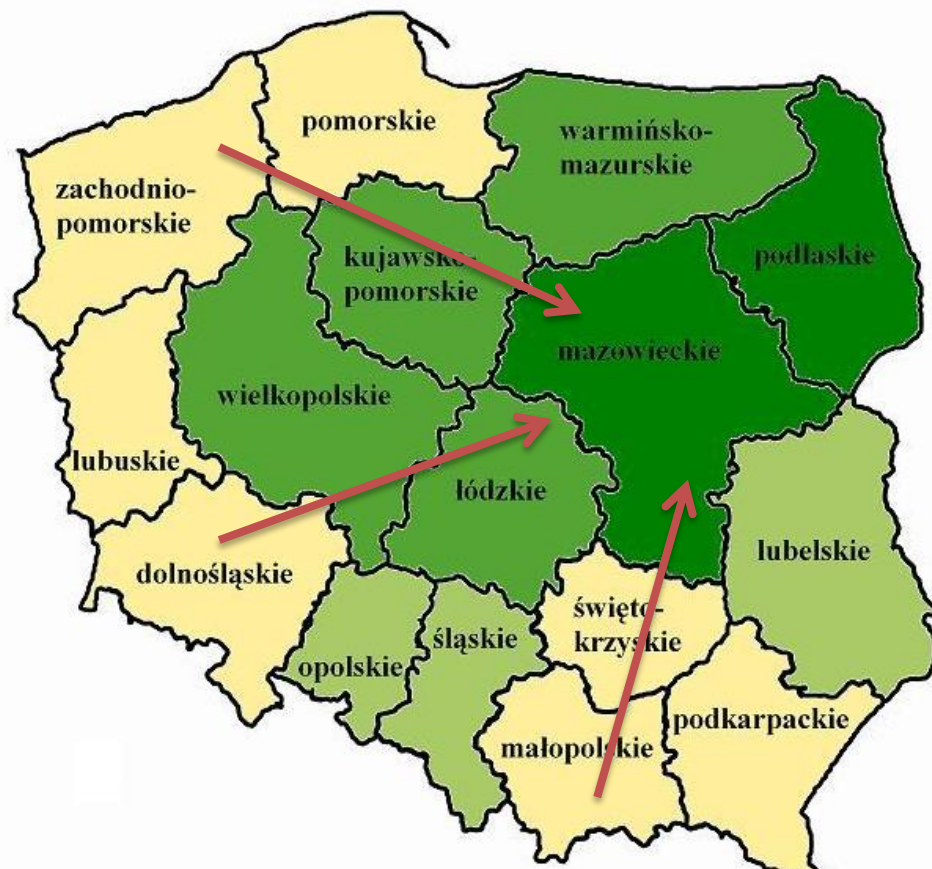 pomorskie
warmińsko-
mazurskie
zachodnio-
pomorskie
podlaskie
kujawsko-
pomorskie
mazowieckie
wielkopolskie
lubuskie
łódzkie
lubelskie
dolnośląskie
święto-
krzyskie
śląskie
opolskie
podkarpackie
małopolskie